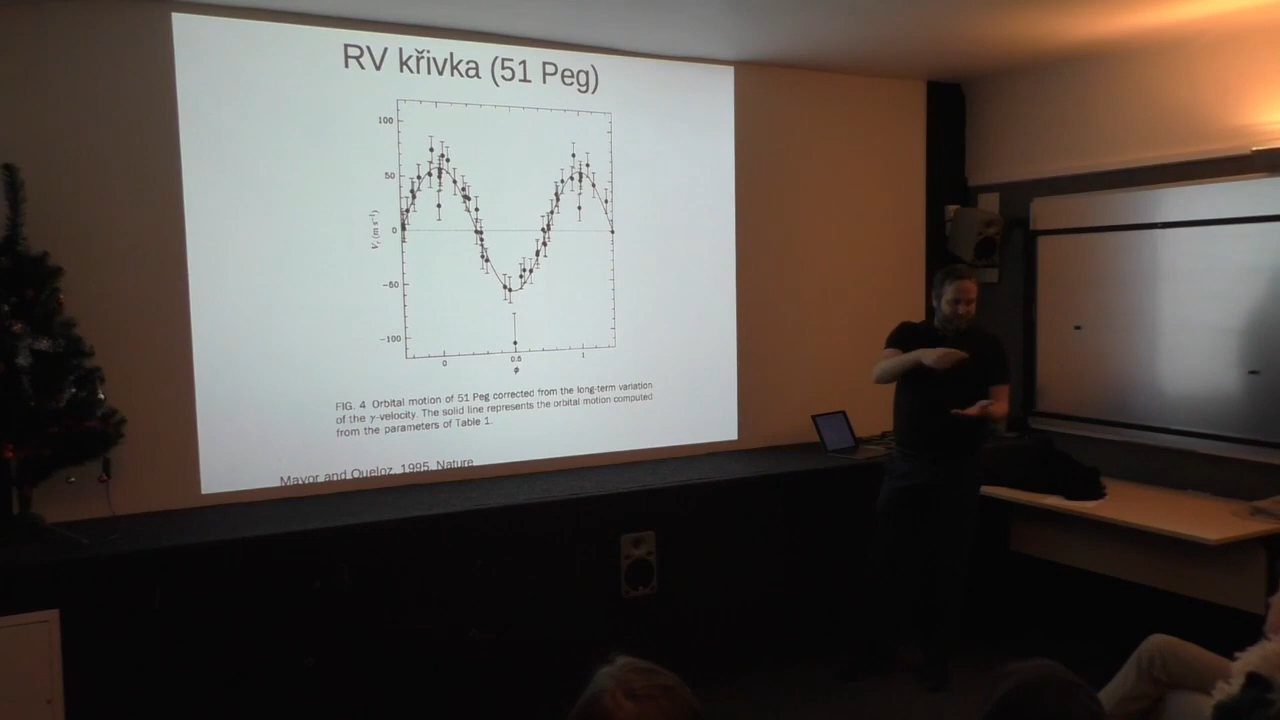 RV křivka (51 Peg)
100
50
0
−50
−100
V_r (m s⁻¹)
0
0.5
1
ϕ
FIG. 4 Orbital motion of 51 Peg corrected from the long-term variation
of the γ-velocity. The solid line represents the orbital motion computed
from the parameters of Table 1.
Mayor and Queloz, 1995, Nature